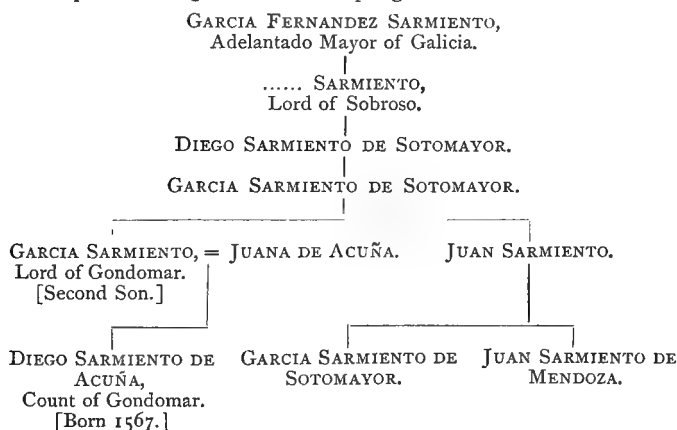 GARCIA FERNANDEZ SARMIENTO,
Adelantado Mayor of Galicia.
...... SARMIENTO,
Lord of Sobroso.
DIEGO SARMIENTO DE SOTOMAYOR.
GARCIA SARMIENTO DE SOTOMAYOR.
GARCIA SARMIENTO, = JUANA DE ACUÑA. JUAN SARMIENTO.
Lord of Gondomar.
[Second Son.]
DIEGO SARMIENTO DE GARCIA SARMIENTO DE JUAN SARMIENTO DE
ACUÑA, SOTOMAYOR. MENDOZA.
Count of Gondomar.
[Born 1567.]